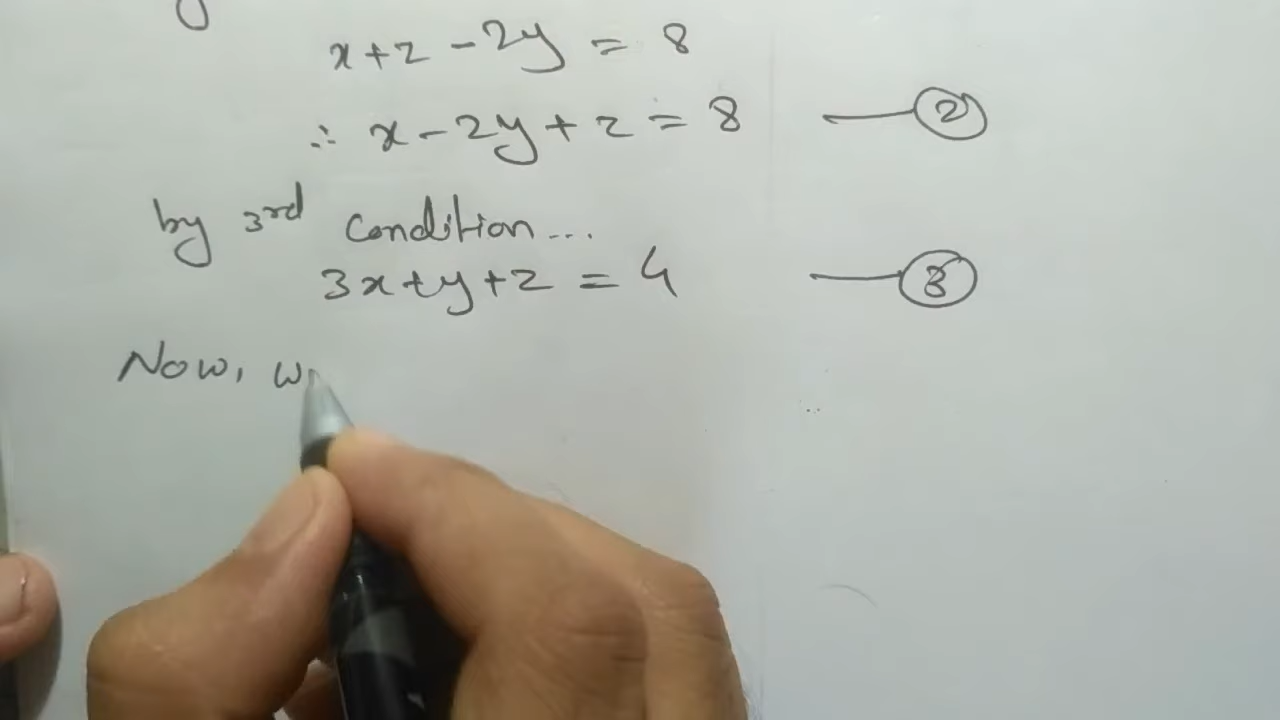 x+z-2y = 8
∴ x-2y+z = 8 — 2
by 3rd condition...
3x+y+z = 4 — 3
Now, w